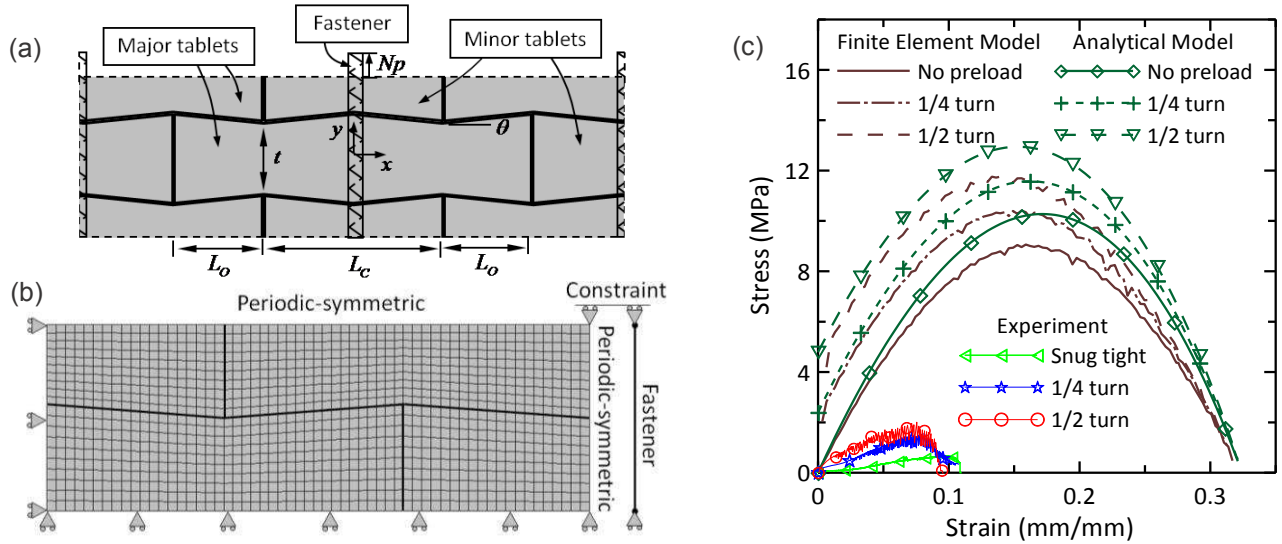 (a)
Fastener
Major tablets
Minor tablets
Np
θ
y
x
t
Lo
Lc
Lo
(b)
Periodic-symmetric
Constraint
Periodic-symmetric
Fastener
(c)
Finite Element Model
No preload
1/4 turn
1/2 turn
Analytical Model
No preload
1/4 turn
1/2 turn
Experiment
Snug tight
1/4 turn
1/2 turn
Stress (MPa)
16
12
8
4
0
0
0.1
0.2
0.3
Strain (mm/mm)